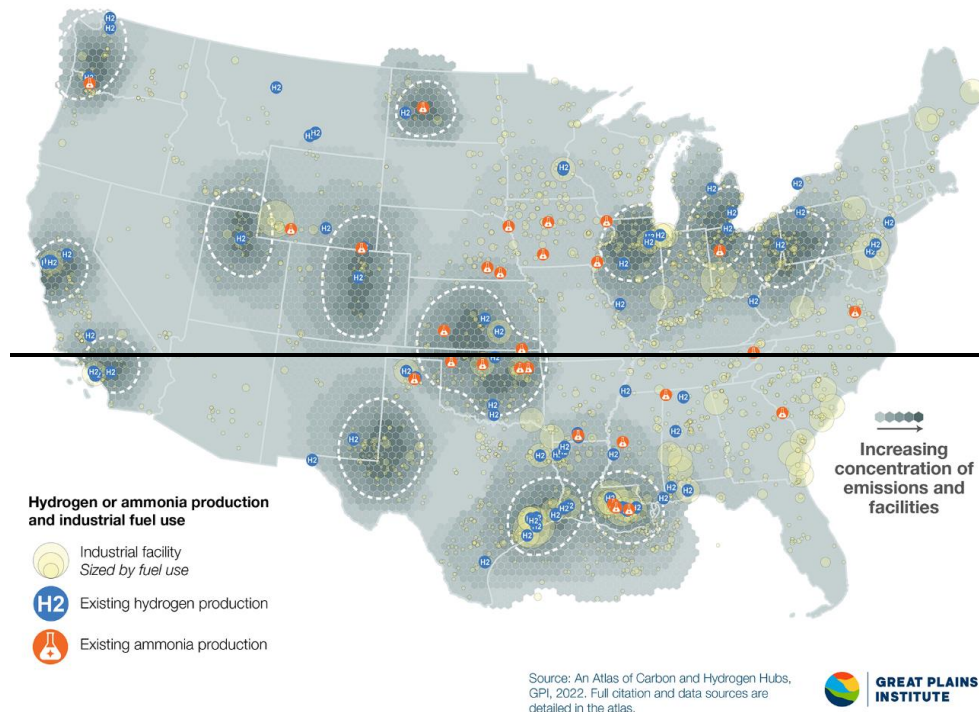 Increasing
concentration of
emissions and
facilities
Hydrogen or ammonia production
and industrial fuel use
Industrial facility
Sized by fuel use
H2
Existing hydrogen production
Existing ammonia production
Source: An Atlas of Carbon and Hydrogen Hubs,
GPI, 2022. Full citation and data sources are
detailed in the atlas.
GREAT PLAINS
INSTITUTE